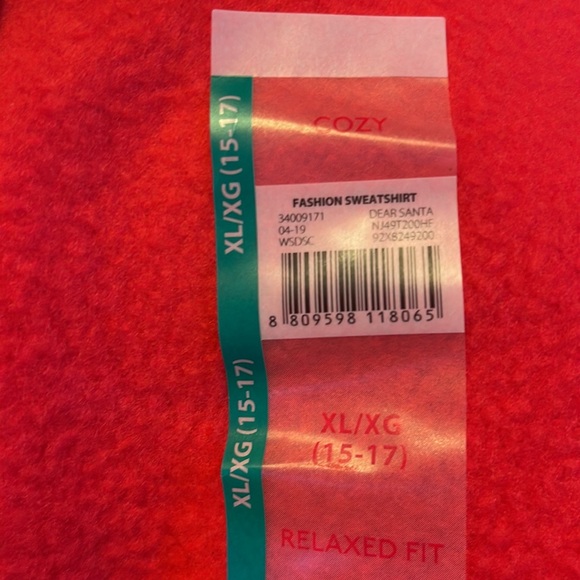 COZY
XL/XG (15-17)
FASHION SWEATSHIRT
34009171 DEAR SANTA
04-19 NJ49T200HF
WSDSC 9ZX8249200
8 809598 118065
XL/XG (15-17)
XL/XG
(15-17)
RELAXED FIT